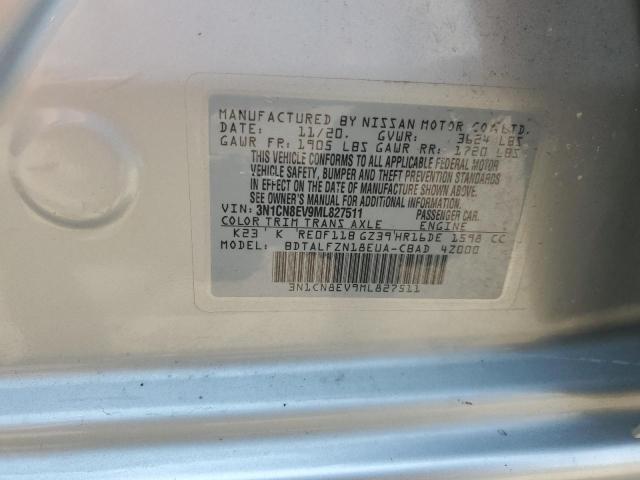 MANUFACTURED BY NISSAN MOTOR CO., LTD.
DATE: 11/20. GVWR: 3624 LBS
GAWR FR: 1905 LBS GAWR RR: 1720 LBS
THIS VEHICLE CONFORMS TO ALL APPLICABLE FEDERAL MOTOR
VEHICLE SAFETY, BUMPER AND THEFT PREVENTION STANDARDS
IN EFFECT ON THE DATE OF MANUFACTURE SHOWN ABOVE.
SEE OWNER'S MANUAL FOR MAXIMUM LOAD INFORMATION.
VIN: 3N1CN8EV9ML827511 PASSENGER CAR.
COLOR TRIM TRANS AXLE ENGINE
K23 K RE0F11B GZ39 HR16DE 1598 CC
MODEL: BDTALFZN18EUA-CBAD 4Z000
3N1CN8EV9ML827511